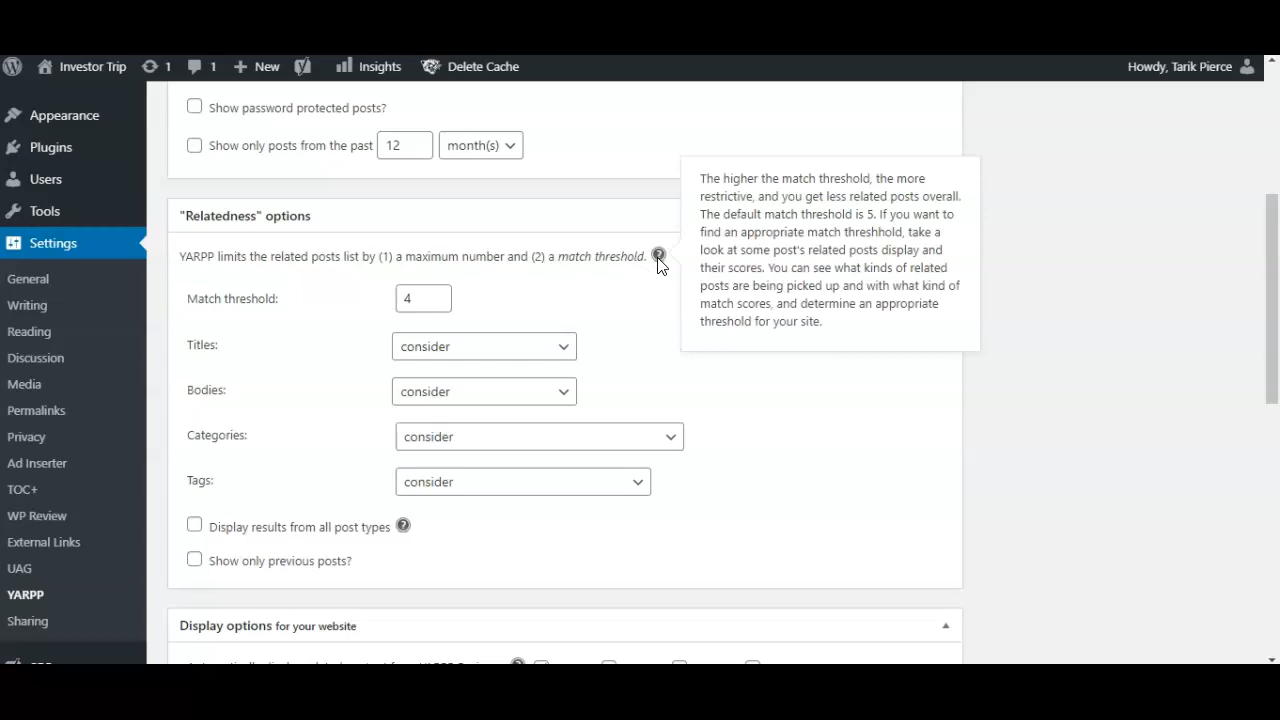 Investor Trip 1 1 New Insights Delete Cache Howdy, Tarik Pierce
Appearance
Plugins
Users
Tools
Settings
General
Writing
Reading
Discussion
Media
Permalinks
Privacy
Ad Inserter
TOC+
WP Review
External Links
UAG
YARPP
Sharing
Show password protected posts?
Show only posts from the past 12 month(s)
"Relatedness" options
YARPP limits the related posts list by (1) a maximum number and (2) a match threshold. ?
The higher the match threshold, the more
restrictive, and you get less related posts overall.
The default match threshold is 5. If you want to
find an appropriate match threshhold, take a
look at some post's related posts display and
their scores. You can see what kinds of related
posts are being picked up and with what kind of
match scores, and determine an appropriate
threshold for your site.
Match threshold: 4
Titles: consider
Bodies: consider
Categories: consider
Tags: consider
Display results from all post types ?
Show only previous posts?
Display options for your website